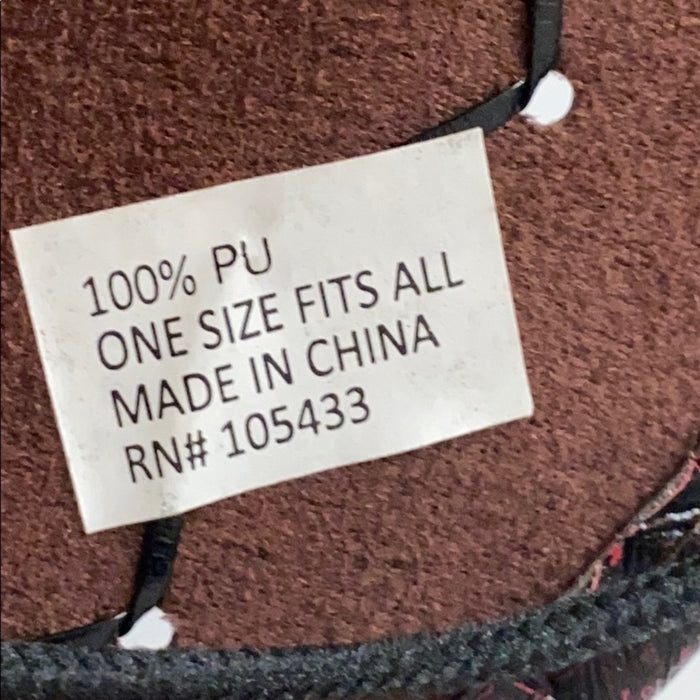 100% PU
ONE SIZE FITS ALL
MADE IN CHINA
RN# 105433